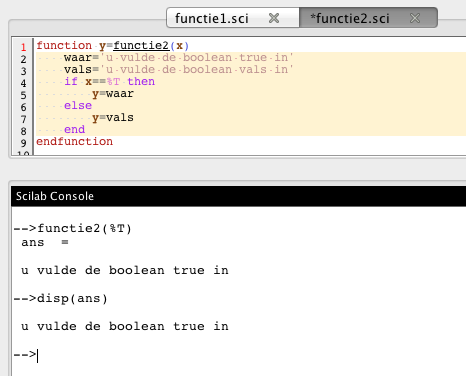 functie1.sci *functie2.sci
1 function y=functie2(x)
2 waar='u vulde de boolean true in'
3 vals='u vulde de boolean vals in'
4 if x==%T then
5 y=waar
6 else
7 y=vals
8 end
9 endfunction
10
Scilab Console
-->functie2(%T)
ans =
u vulde de boolean true in
-->disp(ans)
u vulde de boolean true in
-->